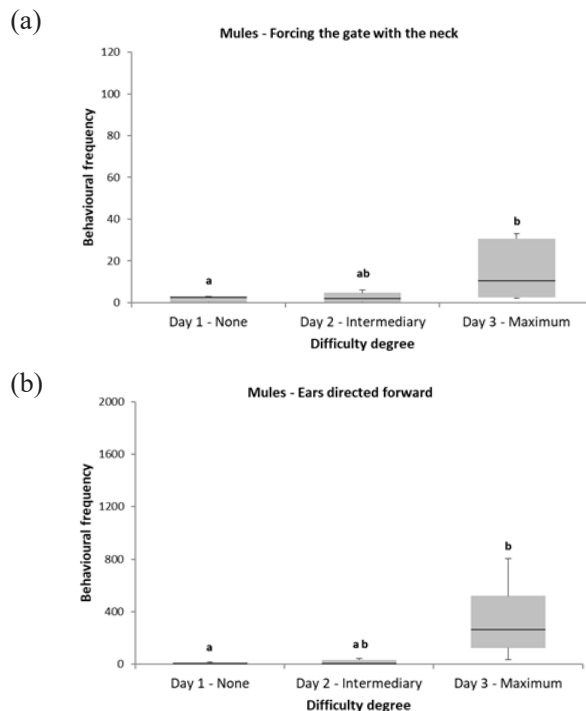 (a)
Mules - Forcing the gate with the neck
Behavioural frequency
120
100
80
60
40
20
0
a
ab
b
Day 1 - None
Day 2 - Intermediary
Day 3 - Maximum
Difficulty degree
(b)
Mules - Ears directed forward
Behavioural frequency
2000
1600
1200
800
400
0
a
a b
b
Day 1 - None
Day 2 - Intermediary
Day 3 - Maximum
Difficulty degree